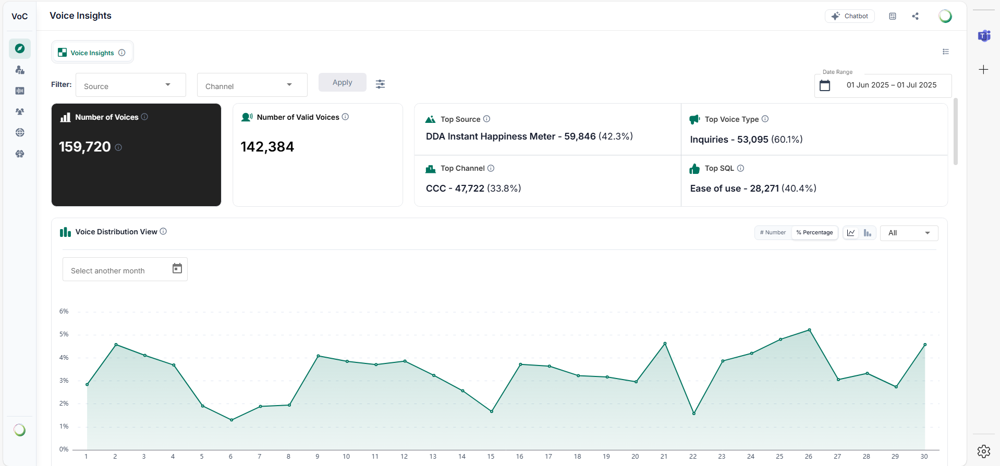 VoC
Voice Insights
Chatbot
Voice Insights
Filter:
Source
Channel
Apply
Date Range
01 Jun 2025 – 01 Jul 2025
Number of Voices
159,720
Number of Valid Voices
142,384
Top Source
DDA Instant Happiness Meter - 59,846 (42.3%)
Top Voice Type
Inquiries - 53,095 (60.1%)
Top Channel
CCC - 47,722 (33.8%)
Top SQL
Ease of use - 28,271 (40.4%)
Voice Distribution View
# Number
% Percentage
All
Select another month
6%
5%
4%
3%
2%
1%
0%
1 2 3 4 5 6 7 8 9 10 11 12 13 14 15 16 17 18 19 20 21 22 23 24 25 26 27 28 29 30